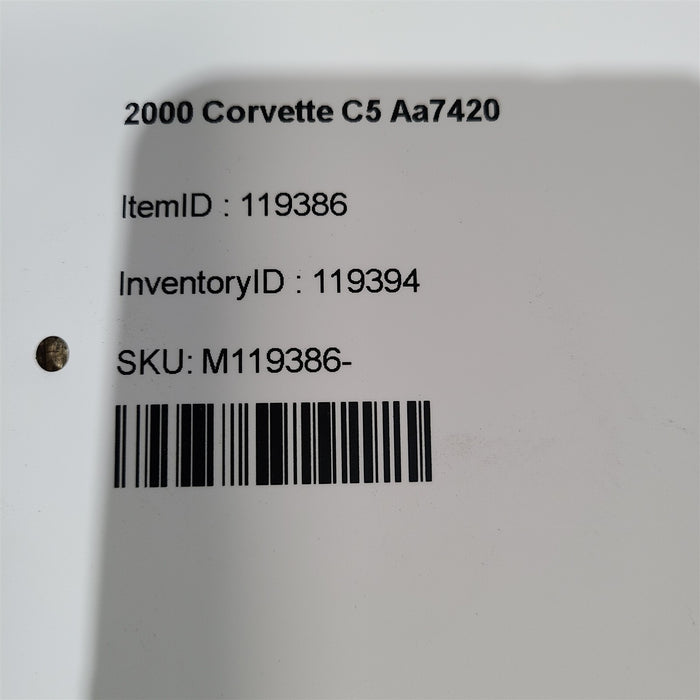 2000 Corvette C5 Aa7420
ItemID : 119386
InventoryID : 119394
SKU: M119386-